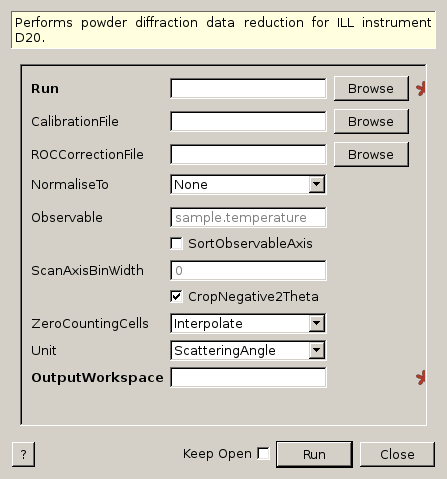 Performs powder diffraction data reduction for ILL instrument
D20.
Run Browse
CalibrationFile Browse
ROCCorrectionFile Browse
NormaliseTo None
Observable sample.temperature
SortObservableAxis
ScanAxisBinWidth 0
CropNegative2Theta
ZeroCountingCells Interpolate
Unit ScatteringAngle
OutputWorkspace
? Keep Open Run Close